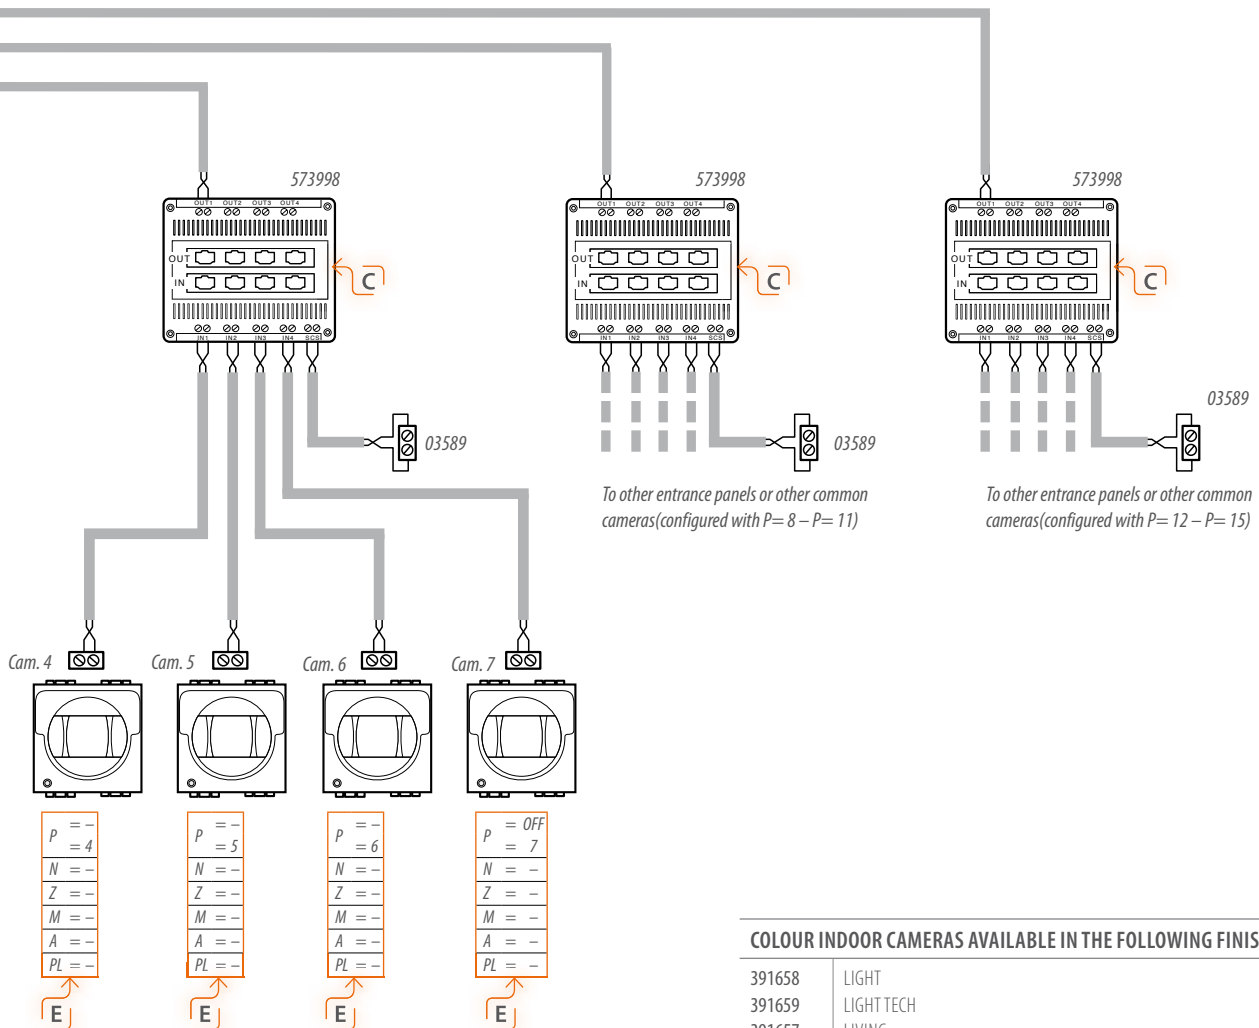 573998
573998
573998
OUT1 OUT2 OUT3 OUT4
OUT1 OUT2 OUT3 OUT4
OUT1 OUT2 OUT3 OUT4
OUT
OUT
OUT
IN
IN
IN
C
C
C
IN1 IN2 IN3 IN4 SCS
IN1 IN2 IN3 IN4 SCS
IN1 IN2 IN3 IN4 SCS
03589
03589
03589
To other entrance panels or other common
cameras(configured with P= 8 – P= 11)
To other entrance panels or other common
cameras(configured with P= 12 – P= 15)
Cam. 4
Cam. 5
Cam. 6
Cam. 7
P = –
= 4
N = –
Z = –
M = –
A = –
PL = –
E
P = –
= 5
N = –
Z = –
M = –
A = –
PL = –
E
P = –
= 6
N = –
Z = –
M = –
A = –
PL = –
E
P = OFF
= 7
N = –
Z = –
M = –
A = –
PL = –
E
COLOUR INDOOR CAMERAS AVAILABLE IN THE FOLLOWING FINIS
391658 LIGHT
391659 LIGHT TECH
391657 LIVING